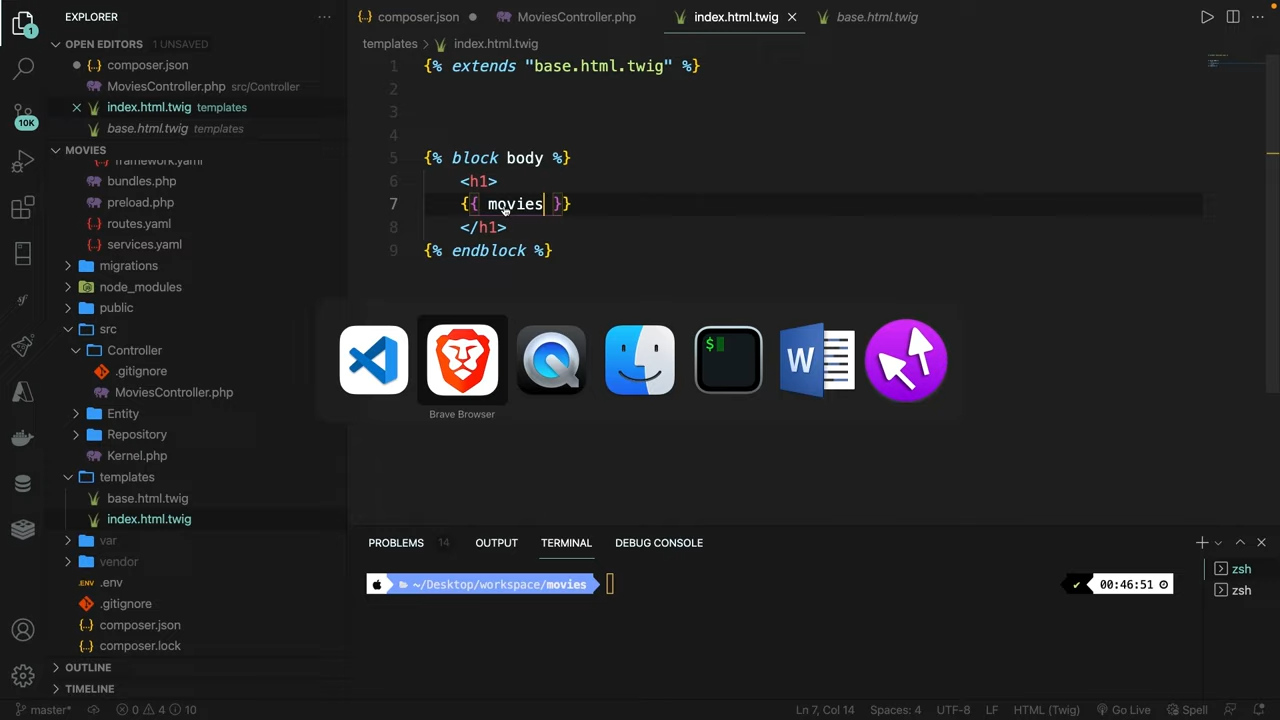 EXPLORER
OPEN EDITORS 1 UNSAVED
composer.json
MoviesController.php src/Controller
index.html.twig templates
base.html.twig templates
MOVIES
framework.yaml
bundles.php
preload.php
routes.yaml
services.yaml
migrations
node_modules
public
src
Controller
.gitignore
MoviesController.php
Entity
Repository
Kernel.php
templates
base.html.twig
index.html.twig
var
vendor
.env
.gitignore
composer.json
composer.lock
OUTLINE
TIMELINE
1
10K
composer.json
MoviesController.php
index.html.twig
base.html.twig
templates > index.html.twig
1 {% extends "base.html.twig" %}
2
3
4
5 {% block body %}
6 <h1>
7 {{ movies }}
8 </h1>
9 {% endblock %}
$
W
Brave Browser
PROBLEMS 14 OUTPUT TERMINAL DEBUG CONSOLE
~/Desktop/workspace/movies
✔ 00:46:51
zsh
zsh
master* 0 4 10 Ln 7, Col 14 Spaces: 4 UTF-8 LF HTML (Twig) Go Live Spell